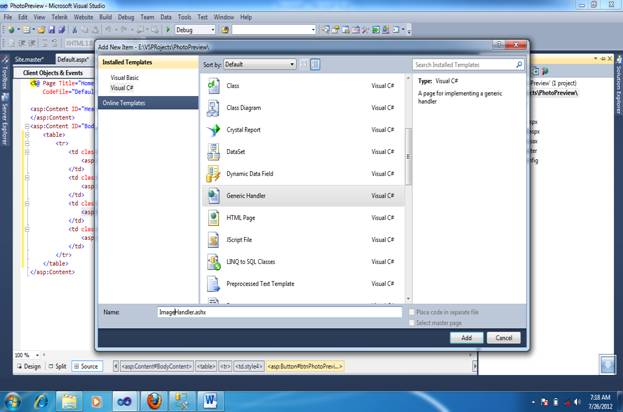 PhotoPreview - Microsoft Visual Studio
File Edit View Telerik Website Build Debug Team Data Tools Test Window Help
Debug
Site.master* Default.aspx*
Client Objects & Events
Toolbox
Server Explorer
Solution Explorer
<%@ Page Title="Home
CodeFile="Defaul
<asp:Content ID="Hea
</asp:Content>
<asp:Content ID="Body
<table>
<tr>
<td clas
<asp
</td>
<td clas
<asp
</td>
<td clas
<asp
</td>
<td clas
<asp
</td>
</tr>
</table>
</asp:Content>
Add New Item - E:\VSPRojects\PhotoPreview\
Installed Templates
Visual Basic
Visual C#
Online Templates
Sort by: Default
Search Installed Templates
Class Visual C#
Class Diagram Visual C#
Crystal Report Visual C#
DataSet Visual C#
Dynamic Data Field Visual C#
Generic Handler Visual C#
HTML Page Visual C#
JScript File Visual C#
LINQ to SQL Classes Visual C#
Preprocessed Text Template Visual C#
Type: Visual C#
A page for implementing a generic
handler
Name: ImageHandler.ashx
Place code in separate file
Select master page
Add Cancel
PhotoPreview' (1 project)
cts\PhotoPreview\
100 %
Design Split Source
<asp:Content#BodyContent> <table> <tr> <td.style4> <asp:Button#btnPhotoPrevi...>
7:18 AM
7/26/2012